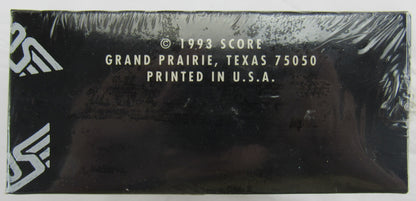 © 1993 SCORE
GRAND PRAIRIE, TEXAS 75050
PRINTED IN U.S.A.